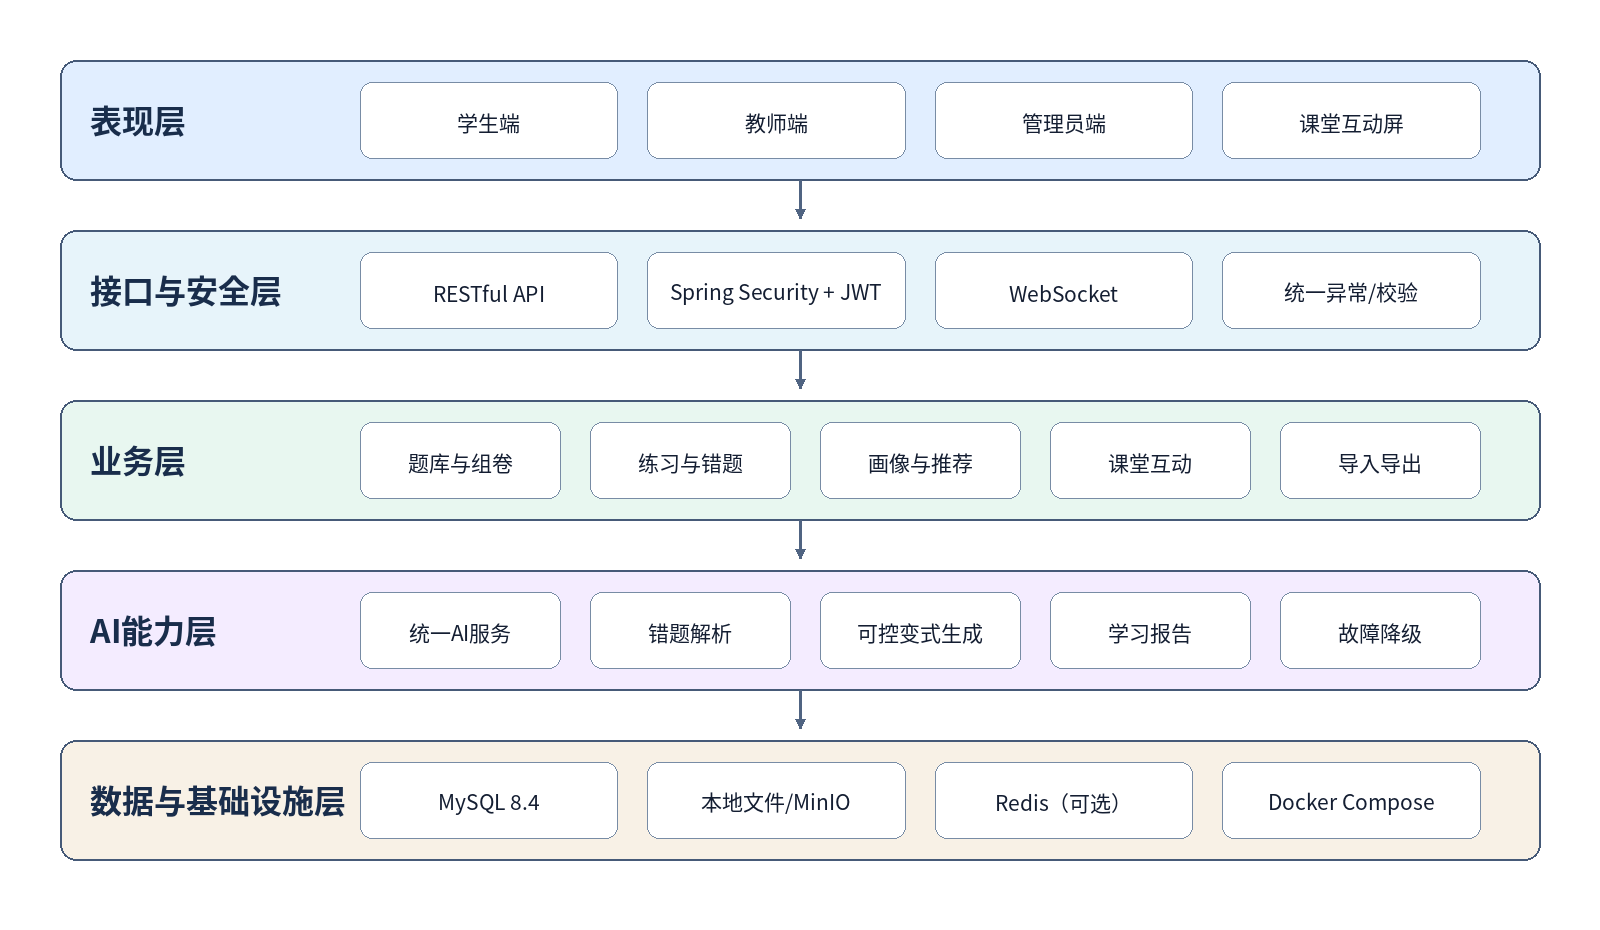 表现层
学生端
教师端
管理员端
课堂互动屏
接口与安全层
RESTful API
Spring Security + JWT
WebSocket
统一异常/校验
业务层
题库与组卷
练习与错题
画像与推荐
课堂互动
导入导出
AI能力层
统一AI服务
错题解析
可控变式生成
学习报告
故障降级
数据与基础设施层
MySQL 8.4
本地文件/MinIO
Redis（可选）
Docker Compose